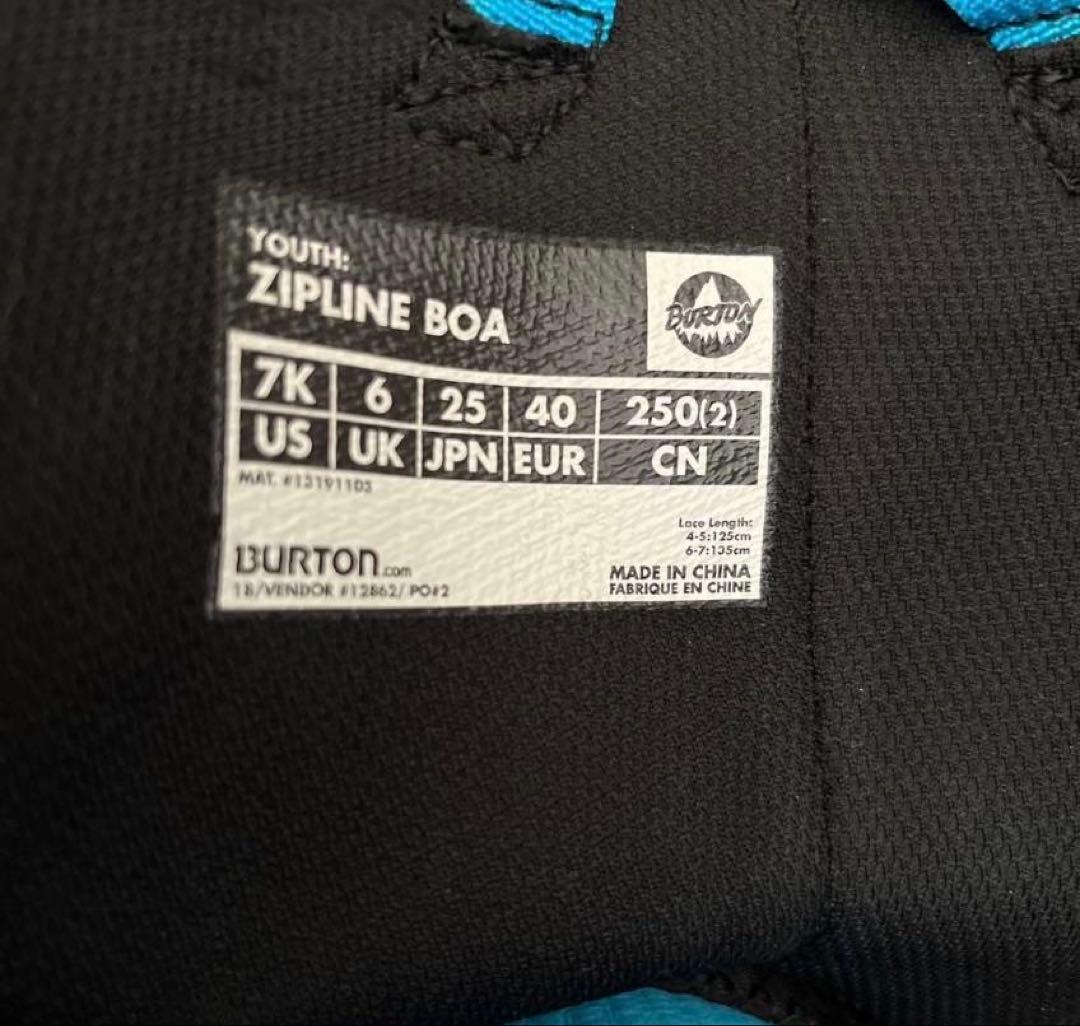 YOUTH:
ZIPLINE BOA
BURTON
7K 6 25 40 250(2)
US UK JPN EUR CN
MAT. #13191103
Lace Length:
4-5:125cm
6-7:135cm
BURTON.com
MADE IN CHINA
18/VENDOR #12862/ PO#2
FABRIQUE EN CHINE